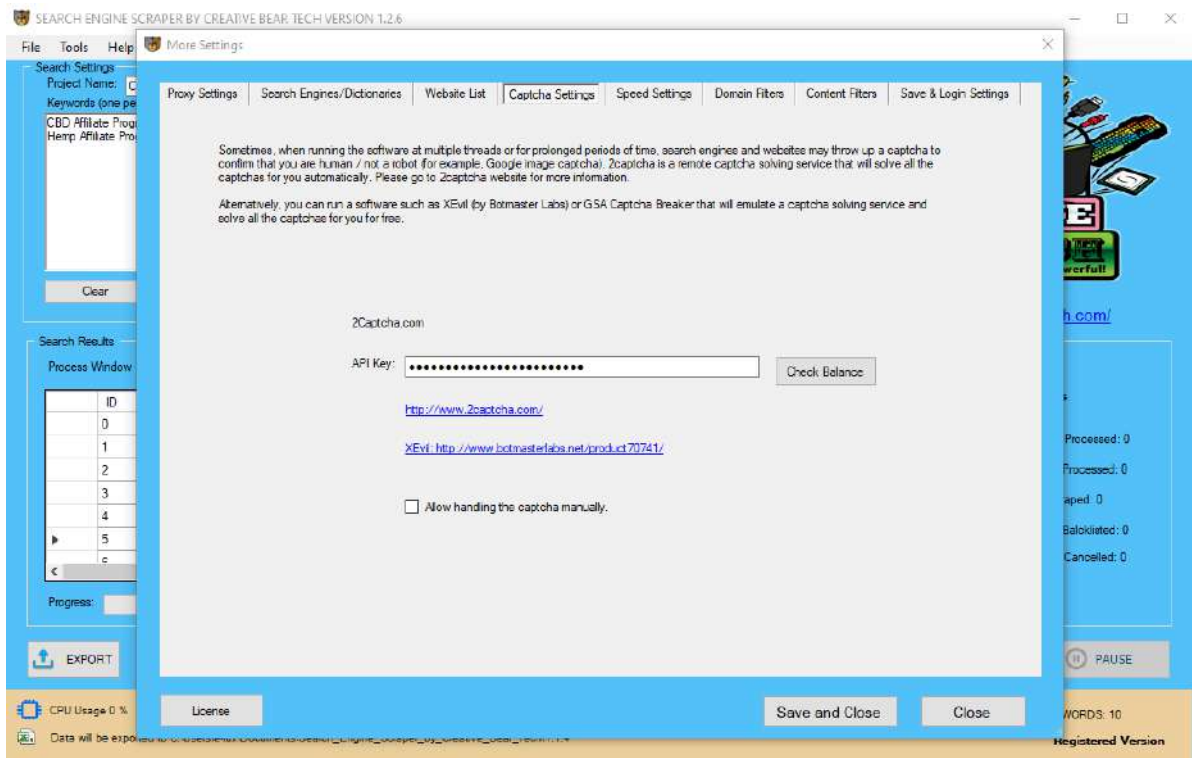 SEARCH ENGINE SCRAPER BY CREATIVE BEAR TECH VERSION 1.2.6
File Tools Help
More Settings
Search Settings
Project Name: C
Keywords (one pe
CBD Affiliate Prog
Hemp Affiliate Pro
Clear
Proxy Settings
Search Engines/Dictionaries
Website List
Captcha Settings
Speed Settings
Domain Filters
Content Filters
Save & Login Settings
Sometimes, when running the software at multiple threads or for prolonged periods of time, search engines and websites may throw up a captcha to
confirm that you are human / not a robot (for example, Google image captcha). 2captcha is a remote captcha solving service that will solve all the
captchas for you automatically. Please go to 2captcha website for more information.
Alternatively, you can run a software such as XEvil (by Botmaster Labs) or GSA Captcha Breaker that will emulate a captcha solving service and
solve all the captchas for you for free.
2Captcha.com
API Key:
Check Balance
http://www.2captcha.com/
XEvil: http://www.botmasterlabs.net/product70741/
Allow handing the captcha manually.
werful!
h.com/
Search Results
Process Window
ID
0
1
2
3
4
5
Progress:
Processed: 0
Processed: 0
aped: 0
Baloklisted: 0
Cancelled: 0
EXPORT
PAUSE
License
Save and Close
Close
CPU Usage 0 %
WORDS: 10
Data will be expo
Registered Version